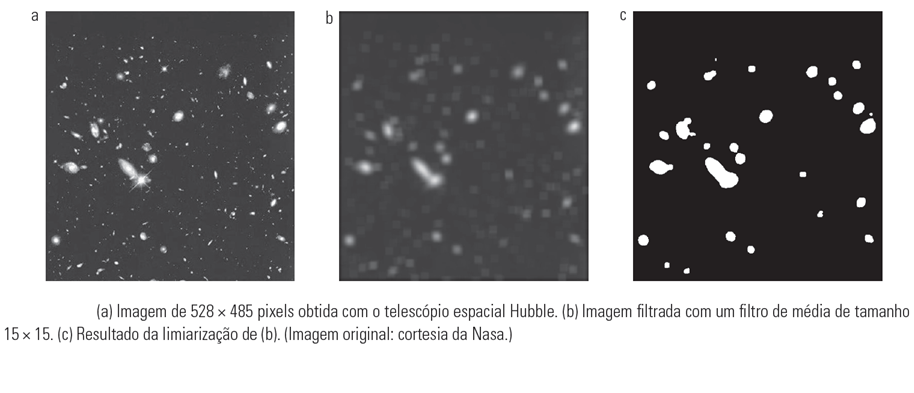 a
b
c
(a) Imagem de 528 × 485 pixels obtida com o telescópio espacial Hubble. (b) Imagem filtrada com um filtro de média de tamanho
15 × 15. (c) Resultado da limiarização de (b). (Imagem original: cortesia da Nasa.)